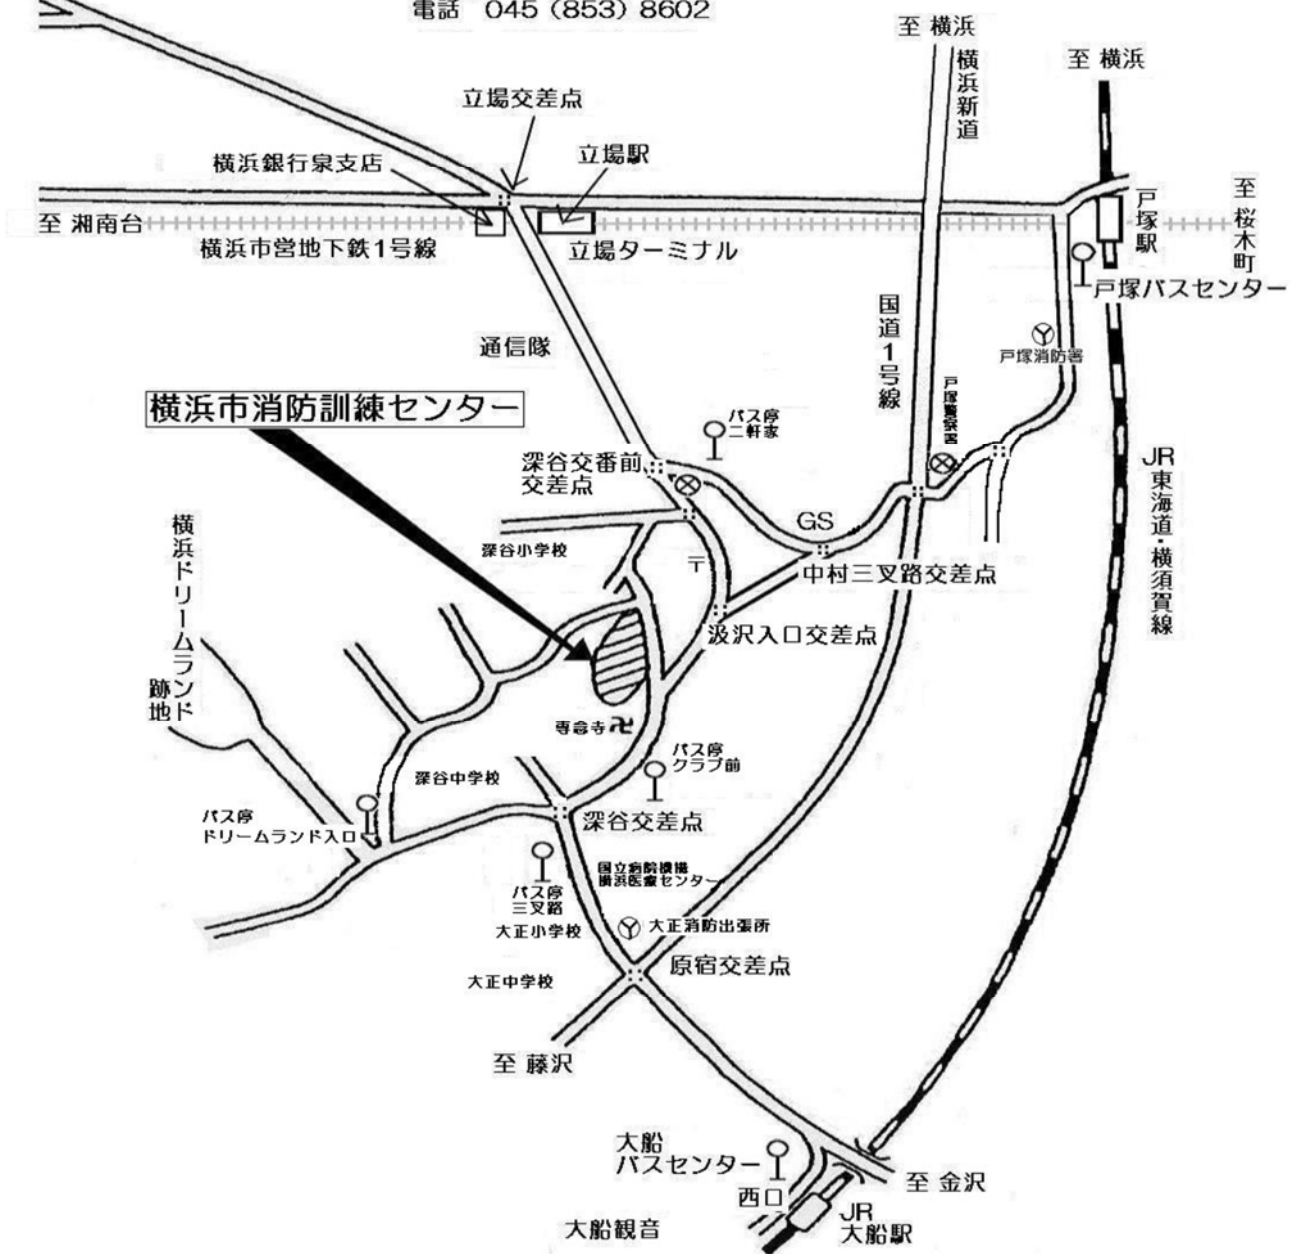 電話　045（853）8602
至 横浜
横浜新道
至 横浜
立場交差点
横浜銀行泉支店
立場駅
至 湘南台
横浜市営地下鉄1号線
立場ターミナル
戸塚駅
至 桜木町
戸塚バスセンター
国道1号線
通信隊
戸塚消防署
戸塚警察署
横浜市消防訓練センター
バス停
二軒家
深谷交番前
交差点
JR東海道・横須賀線
GS
横浜ドリームランド
跡地
深谷小学校
〒
中村三叉路交差点
汲沢入口交差点
専念寺 卍
バス停
クラブ前
深谷中学校
バス停
ドリームランド入口
深谷交差点
国立病院機構
横浜医療センター
バス停
三叉路
大正小学校
大正消防出張所
大正中学校
原宿交差点
至 藤沢
大船
バスセンター
西口
至 金沢
大船観音
JR
大船駅